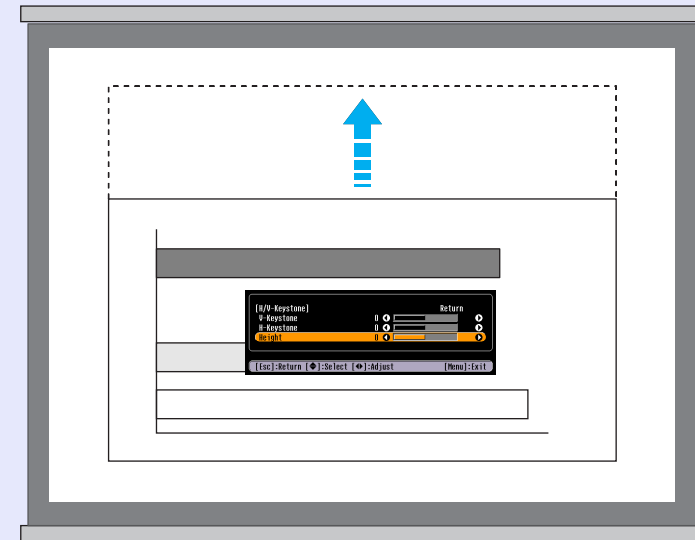 [H/V-Keystone] Return
V-Keystone 0
H-Keystone 0
Height 0
[Esc]:Return [◆]:Select [◀▶]:Adjust [Menu]:Exit